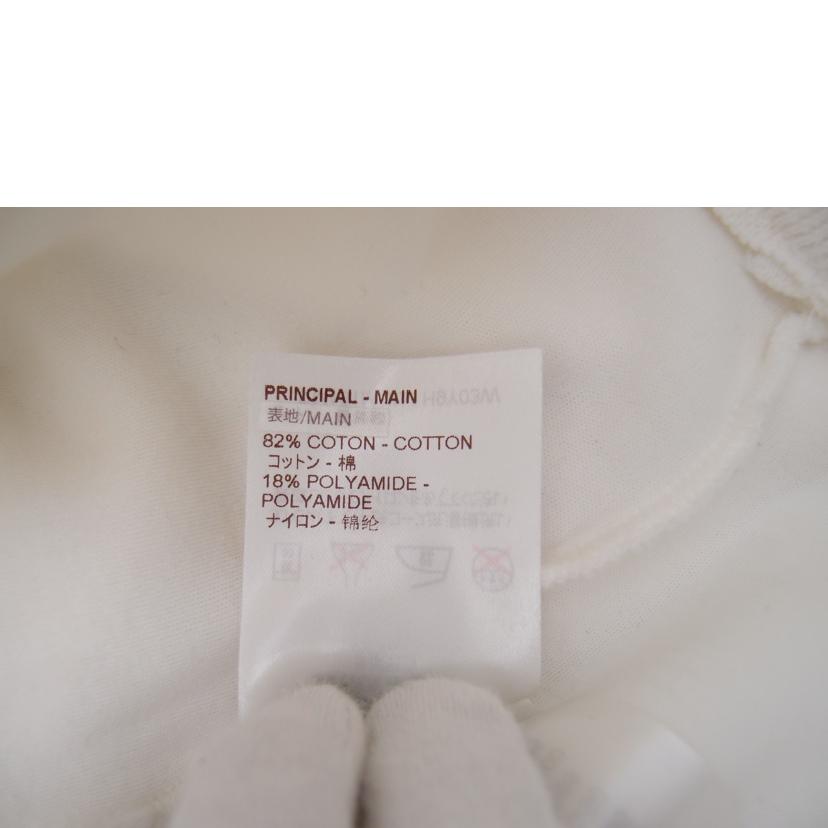 PRINCIPAL - MAIN
表地/MAIN
82% COTON - COTTON
コットン - 棉
18% POLYAMIDE -
POLYAMIDE
ナイロン - 锦纶